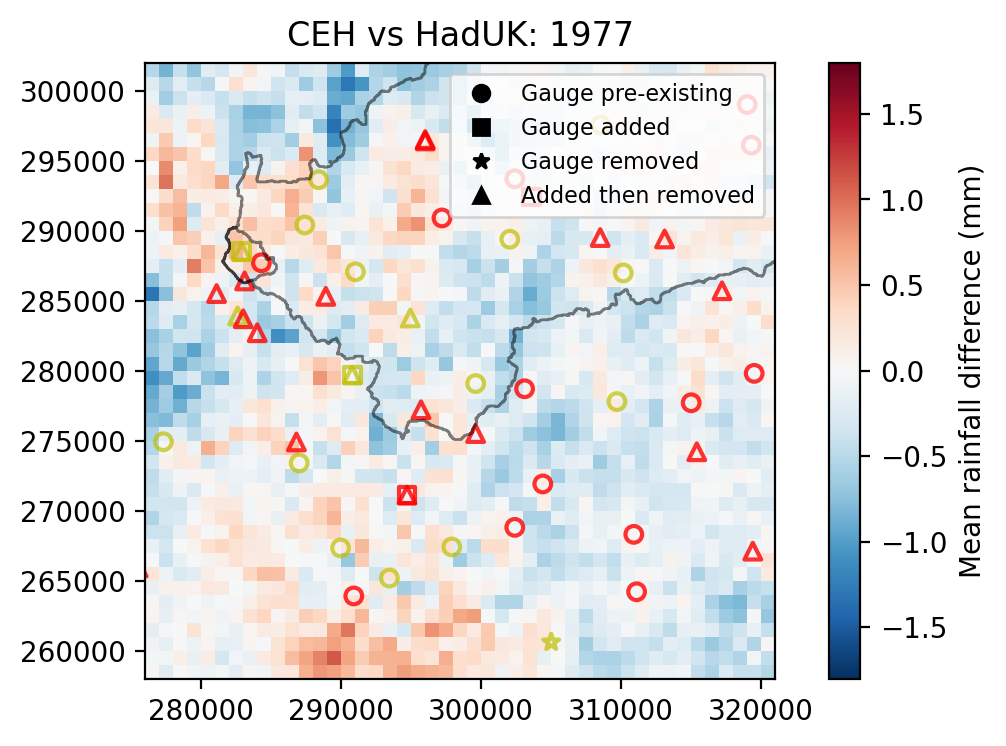 CEH vs HadUK: 1977
300000
295000
290000
285000
280000
275000
270000
265000
260000
280000 290000 300000 310000 320000
Gauge pre-existing
Gauge added
Gauge removed
Added then removed
1.5
1.0
0.5
0.0
−0.5
−1.0
−1.5
Mean rainfall difference (mm)